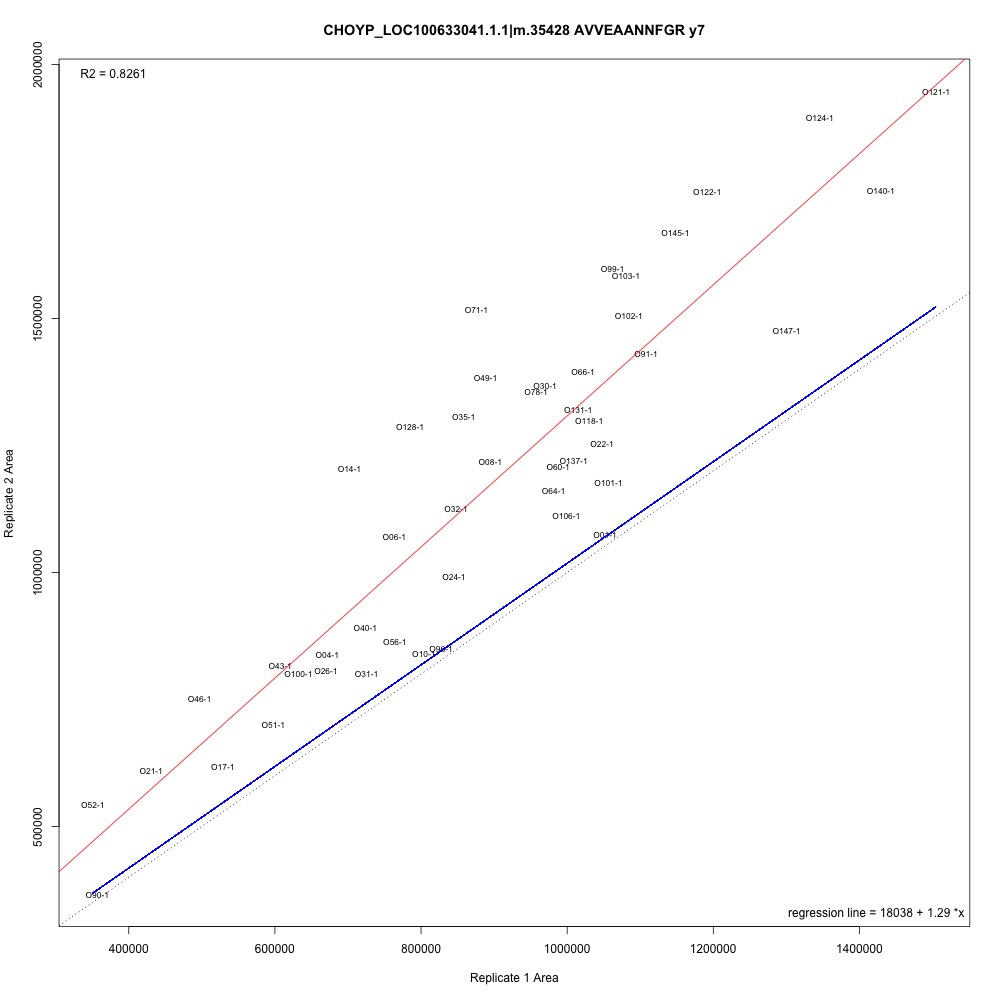 CHOYP_LOC100633041.1.1|m.35428 AVVEAANNFGR y7
R2 = 0.8261
2000000
O121-1
O124-1
O122-1
O140-1
O145-1
O99-1
O103-1
O71-1
O102-1
1500000
O147-1
O91-1
O66-1
O49-1
O30-1
O78-1
O131-1
O35-1
O118-1
O128-1
O22-1
O08-1
O137-1
O60-1
O14-1
O101-1
O64-1
O32-1
O106-1
O06-1
Replicate 2 Area
O24-1
1000000
O40-1
O56-1
O04-1
O10-1
O43-1
O26-1
O100-1
O31-1
O46-1
O51-1
O17-1
O21-1
O52-1
500000
O90-1
regression line = 18038 + 1.29 *x
400000
600000
800000
1000000
1200000
1400000
Replicate 1 Area